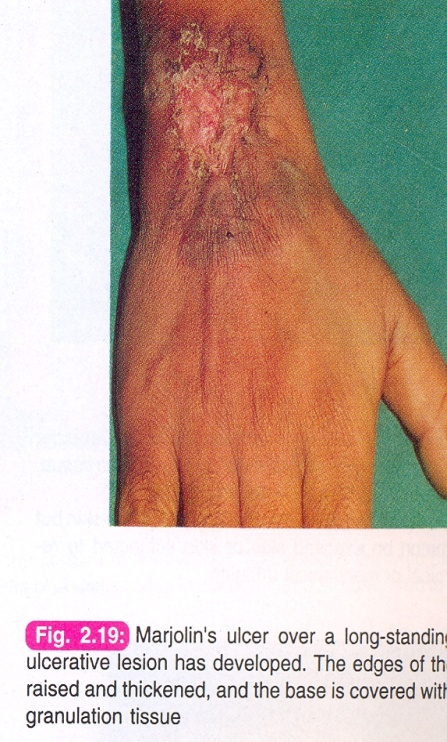 Fig. 2.19: Marjolin's ulcer over a long-standing
ulcerative lesion has developed. The edges of the
raised and thickened, and the base is covered with
granulation tissue